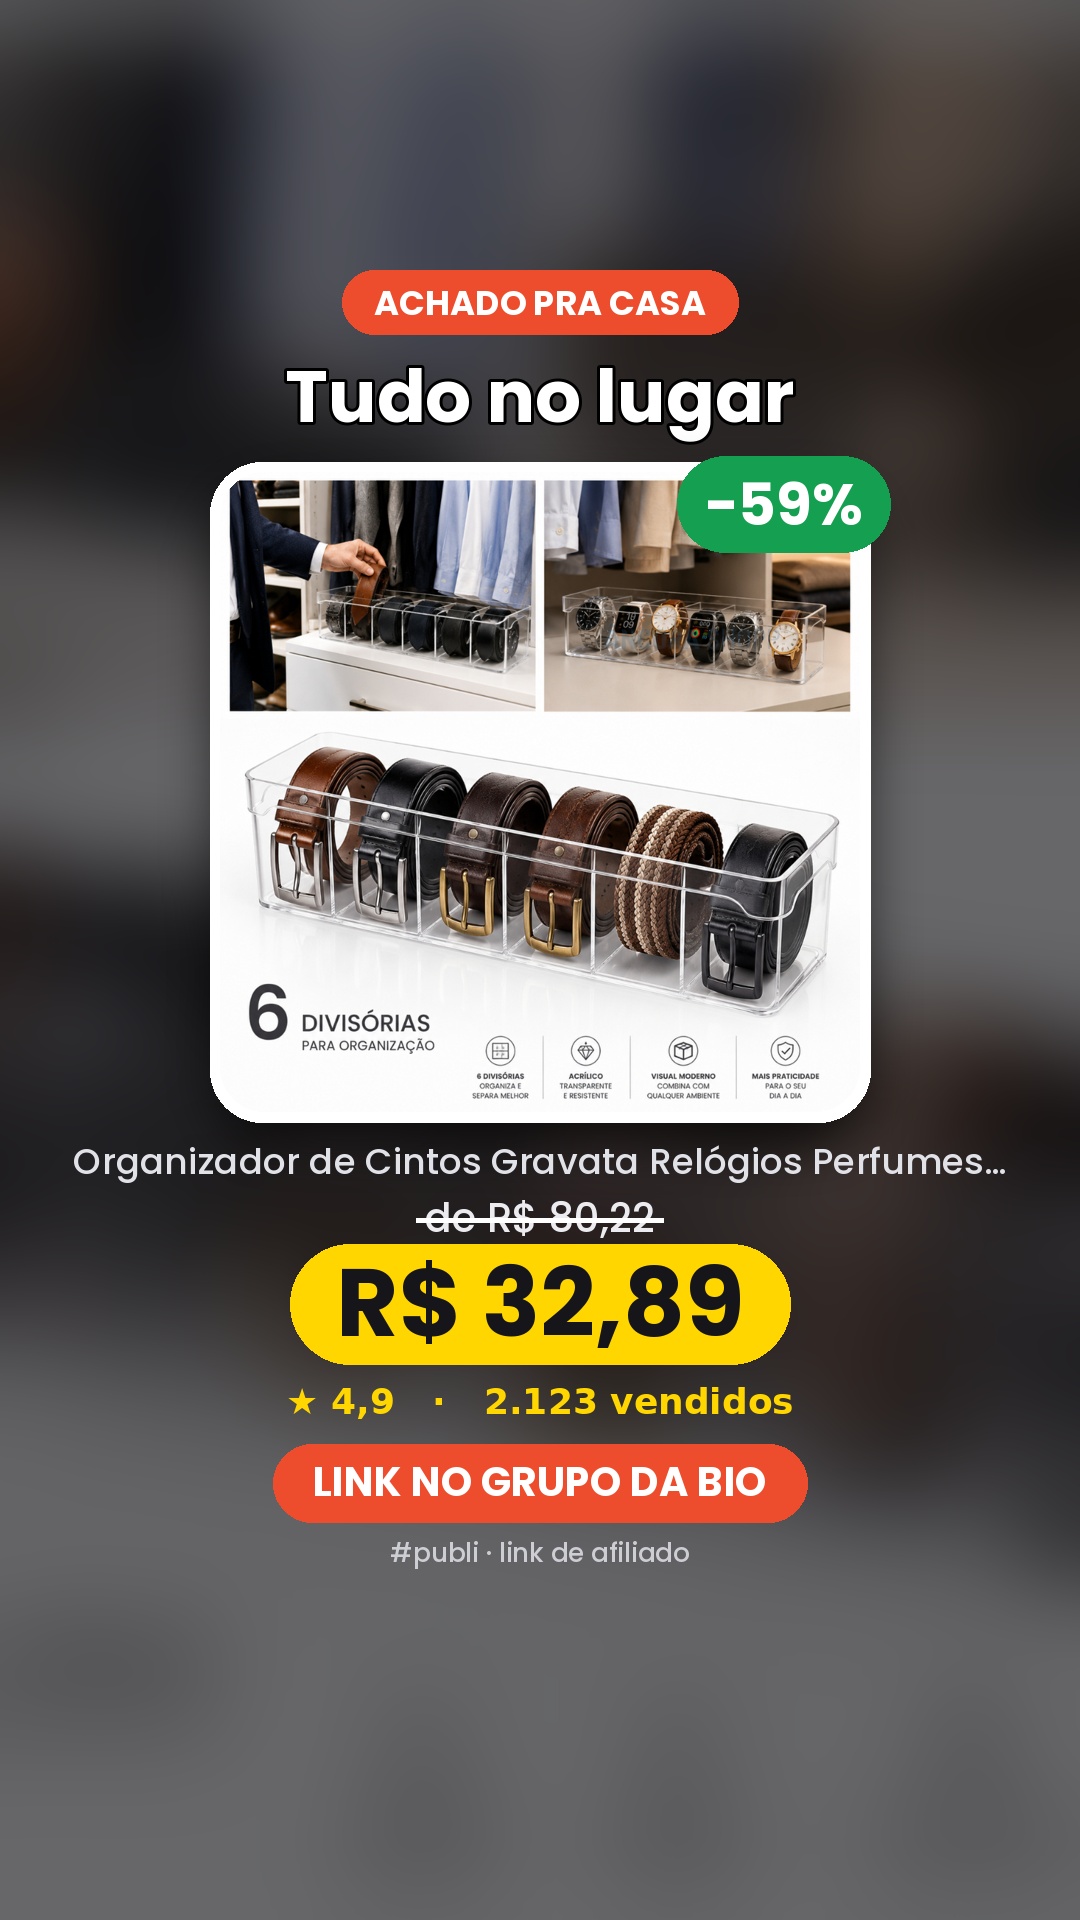 ACHADO PRA CASA
Tudo no lugar
-59%
6 DIVISÓRIAS
PARA ORGANIZAÇÃO
6 DIVISÓRIAS
ORGANIZA E
SEPARA MELHOR
ACRÍLICO
TRANSPARENTE
E RESISTENTE
VISUAL MODERNO
COMBINA COM
QUALQUER AMBIENTE
MAIS PRATICIDADE
PARA O SEU
DIA A DIA
Organizador de Cintos Gravata Relógios Perfumes...
de R$ 80,22
R$ 32,89
★ 4,9 · 2.123 vendidos
LINK NO GRUPO DA BIO
#publi · link de afiliado